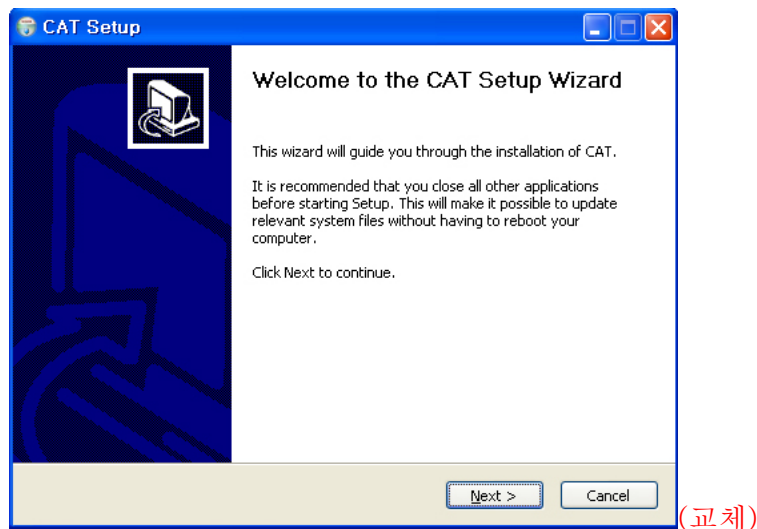 CAT Setup
Welcome to the CAT Setup Wizard
This wizard will guide you through the installation of CAT.
It is recommended that you close all other applications
before starting Setup. This will make it possible to update
relevant system files without having to reboot your
computer.
Click Next to continue.
Next >
Cancel
(교체)